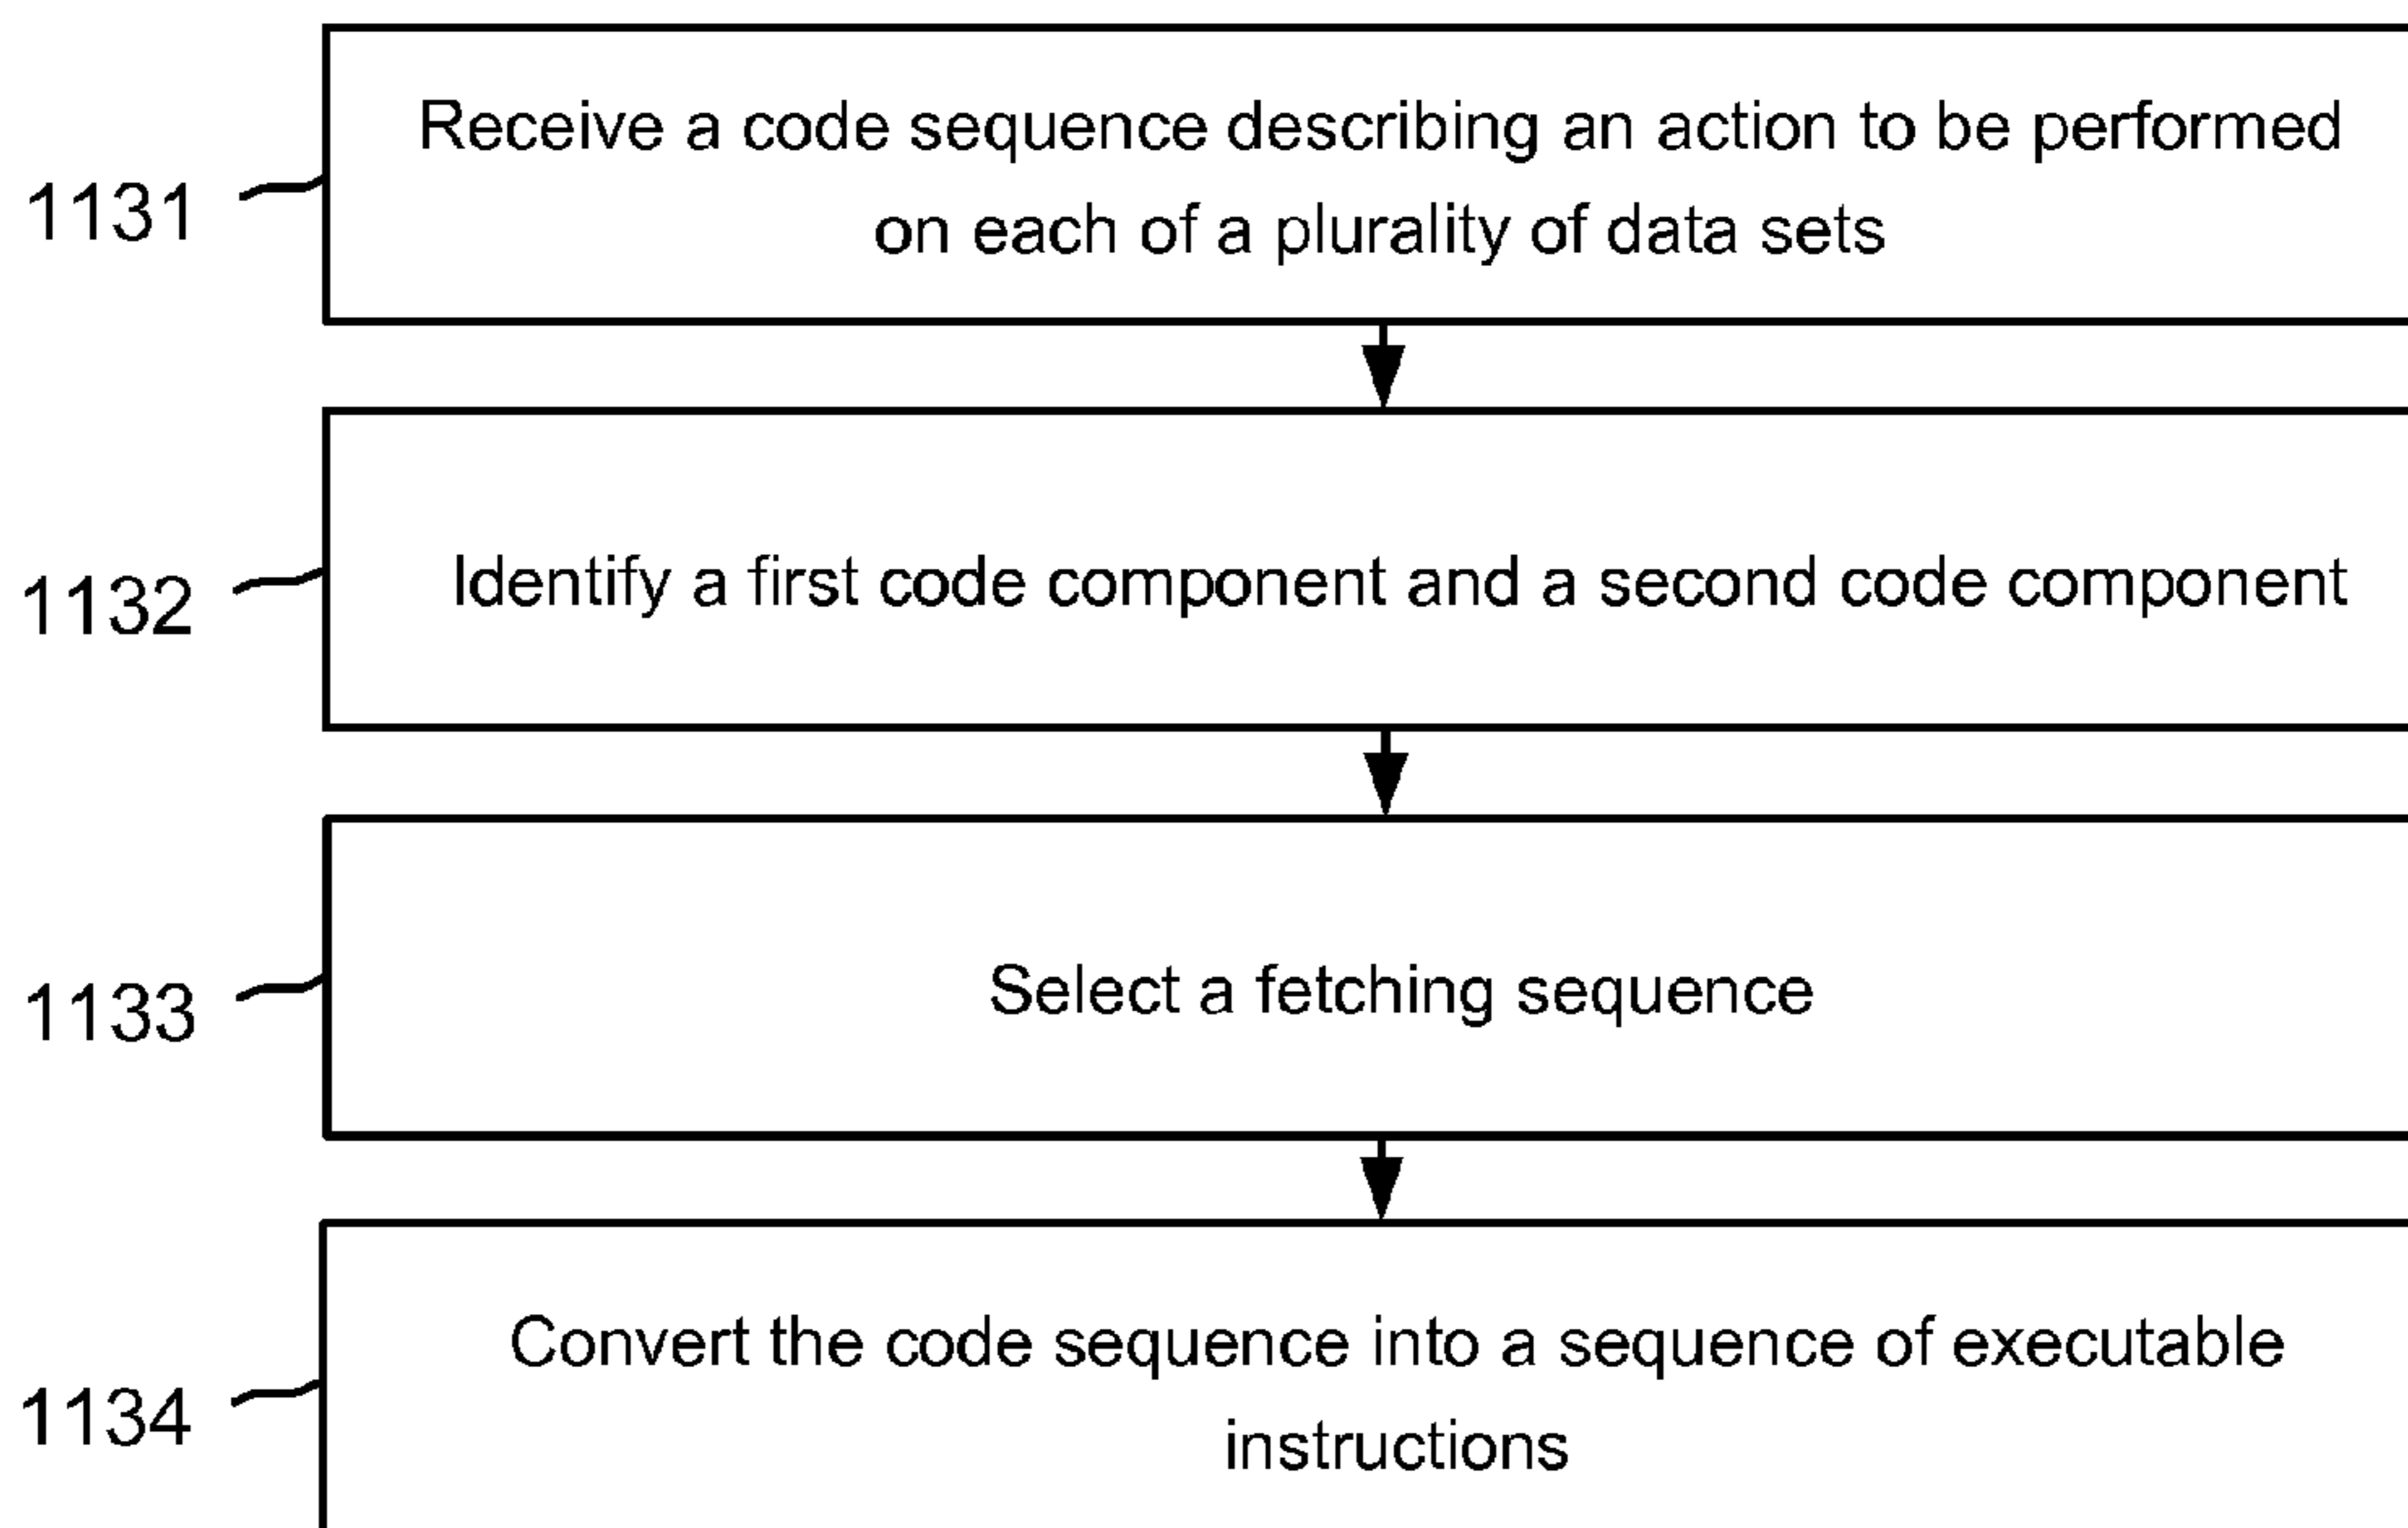 Receive a code sequence describing an action to be performed
on each of a plurality of data sets
1131
Identify a first code component and a second code component
1132
Select a fetching sequence
1133
Convert the code sequence into a sequence of executable
instructions
1134